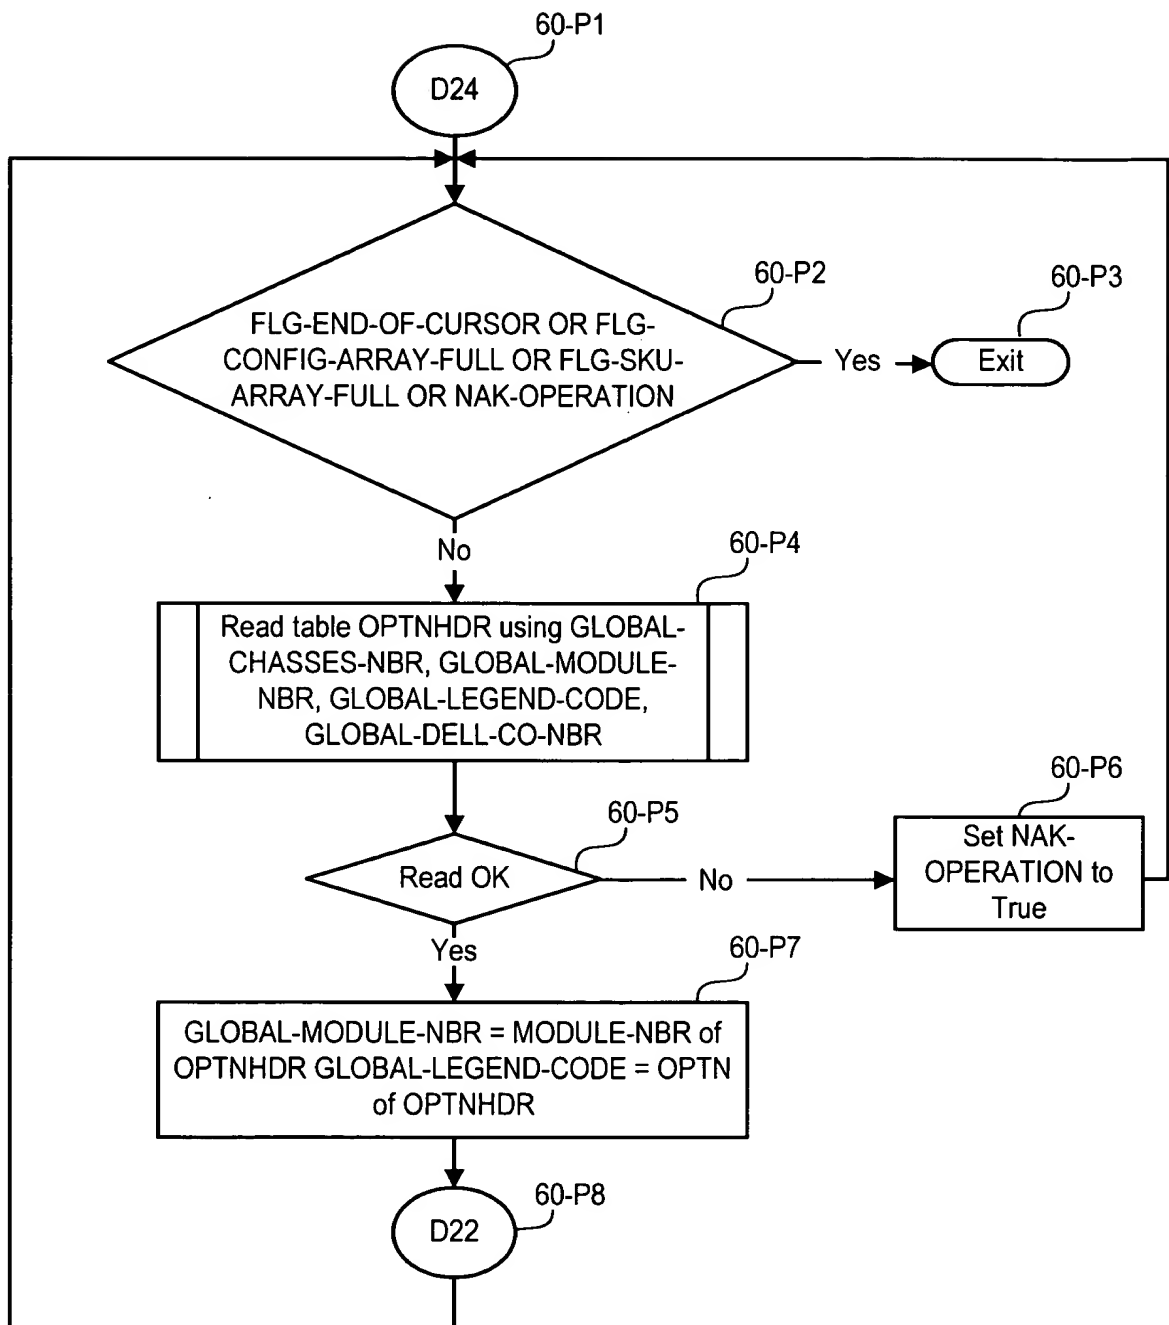 60-P1
D24
60-P2
60-P3
FLG-END-OF-CURSOR OR FLG-
CONFIG-ARRAY-FULL OR FLG-SKU-
ARRAY-FULL OR NAK-OPERATION
Yes
Exit
No
60-P4
Read table OPTNHDR using GLOBAL-
CHASSES-NBR, GLOBAL-MODULE-
NBR, GLOBAL-LEGEND-CODE,
GLOBAL-DELL-CO-NBR
60-P5
60-P6
Read OK
No
Set NAK-
OPERATION to
True
Yes
60-P7
GLOBAL-MODULE-NBR = MODULE-NBR of
OPTNHDR GLOBAL-LEGEND-CODE = OPTN
of OPTNHDR
60-P8
D22